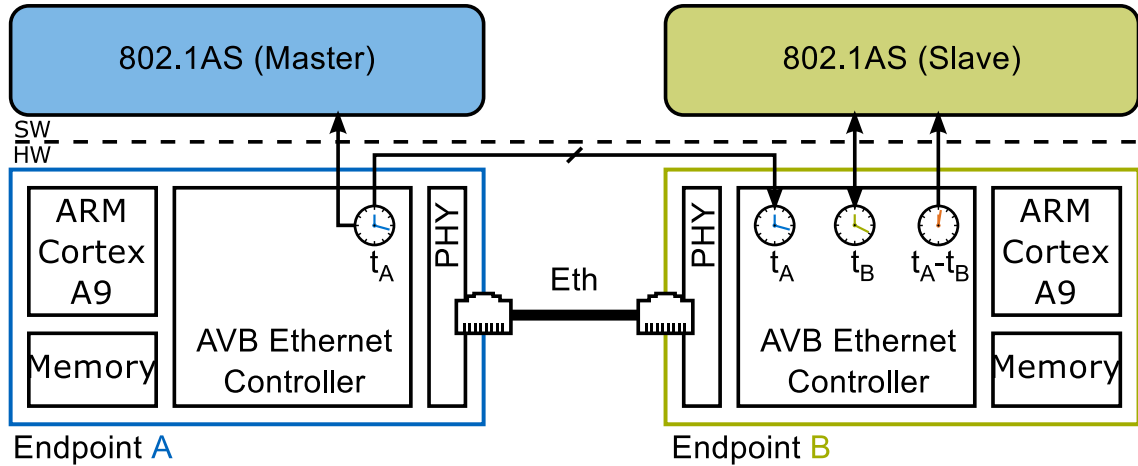 802.1AS (Master)
802.1AS (Slave)
SW
HW
ARM
Cortex
A9
Memory
tA
AVB Ethernet
Controller
PHY
Eth
PHY
tA
tB
tA-tB
AVB Ethernet
Controller
ARM
Cortex
A9
Memory
Endpoint A
Endpoint B